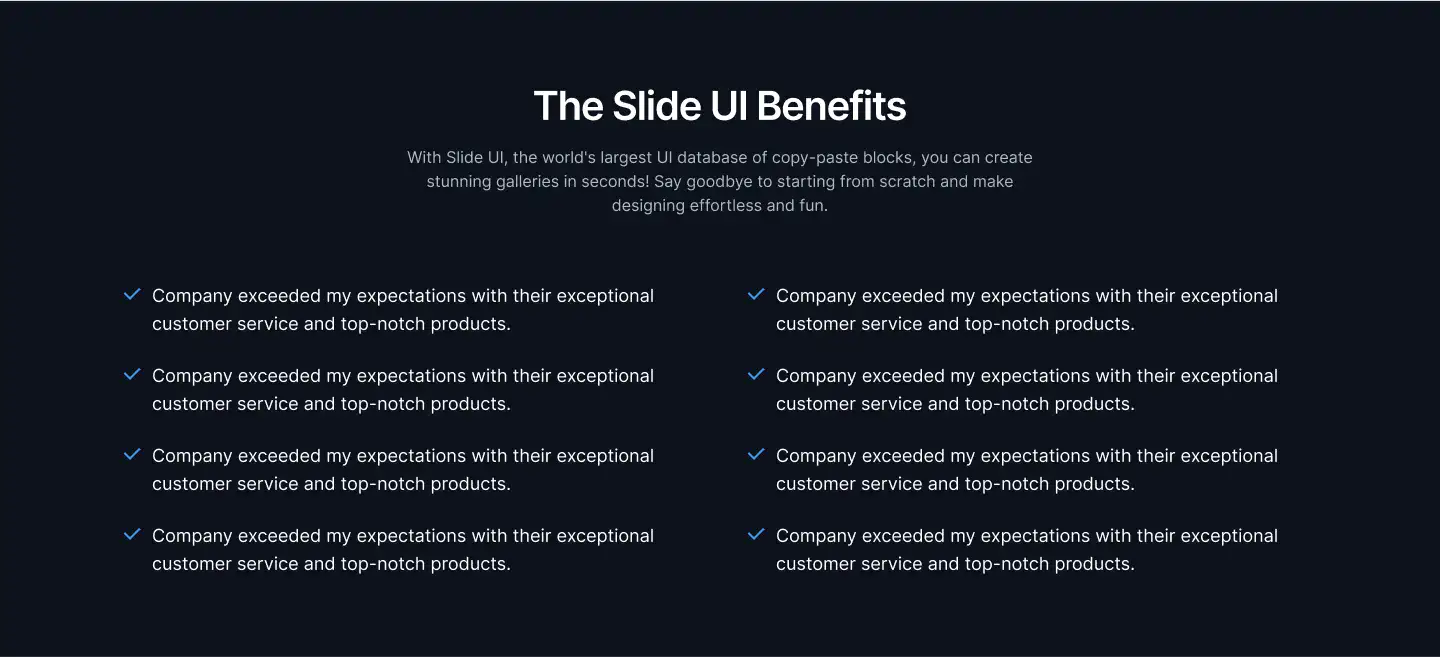 The Slide UI Benefits
With Slide UI, the world's largest UI database of copy-paste blocks, you can create
stunning galleries in seconds! Say goodbye to starting from scratch and make
designing effortless and fun.
Company exceeded my expectations with their exceptional
customer service and top-notch products.
Company exceeded my expectations with their exceptional
customer service and top-notch products.
Company exceeded my expectations with their exceptional
customer service and top-notch products.
Company exceeded my expectations with their exceptional
customer service and top-notch products.
Company exceeded my expectations with their exceptional
customer service and top-notch products.
Company exceeded my expectations with their exceptional
customer service and top-notch products.
Company exceeded my expectations with their exceptional
customer service and top-notch products.
Company exceeded my expectations with their exceptional
customer service and top-notch products.